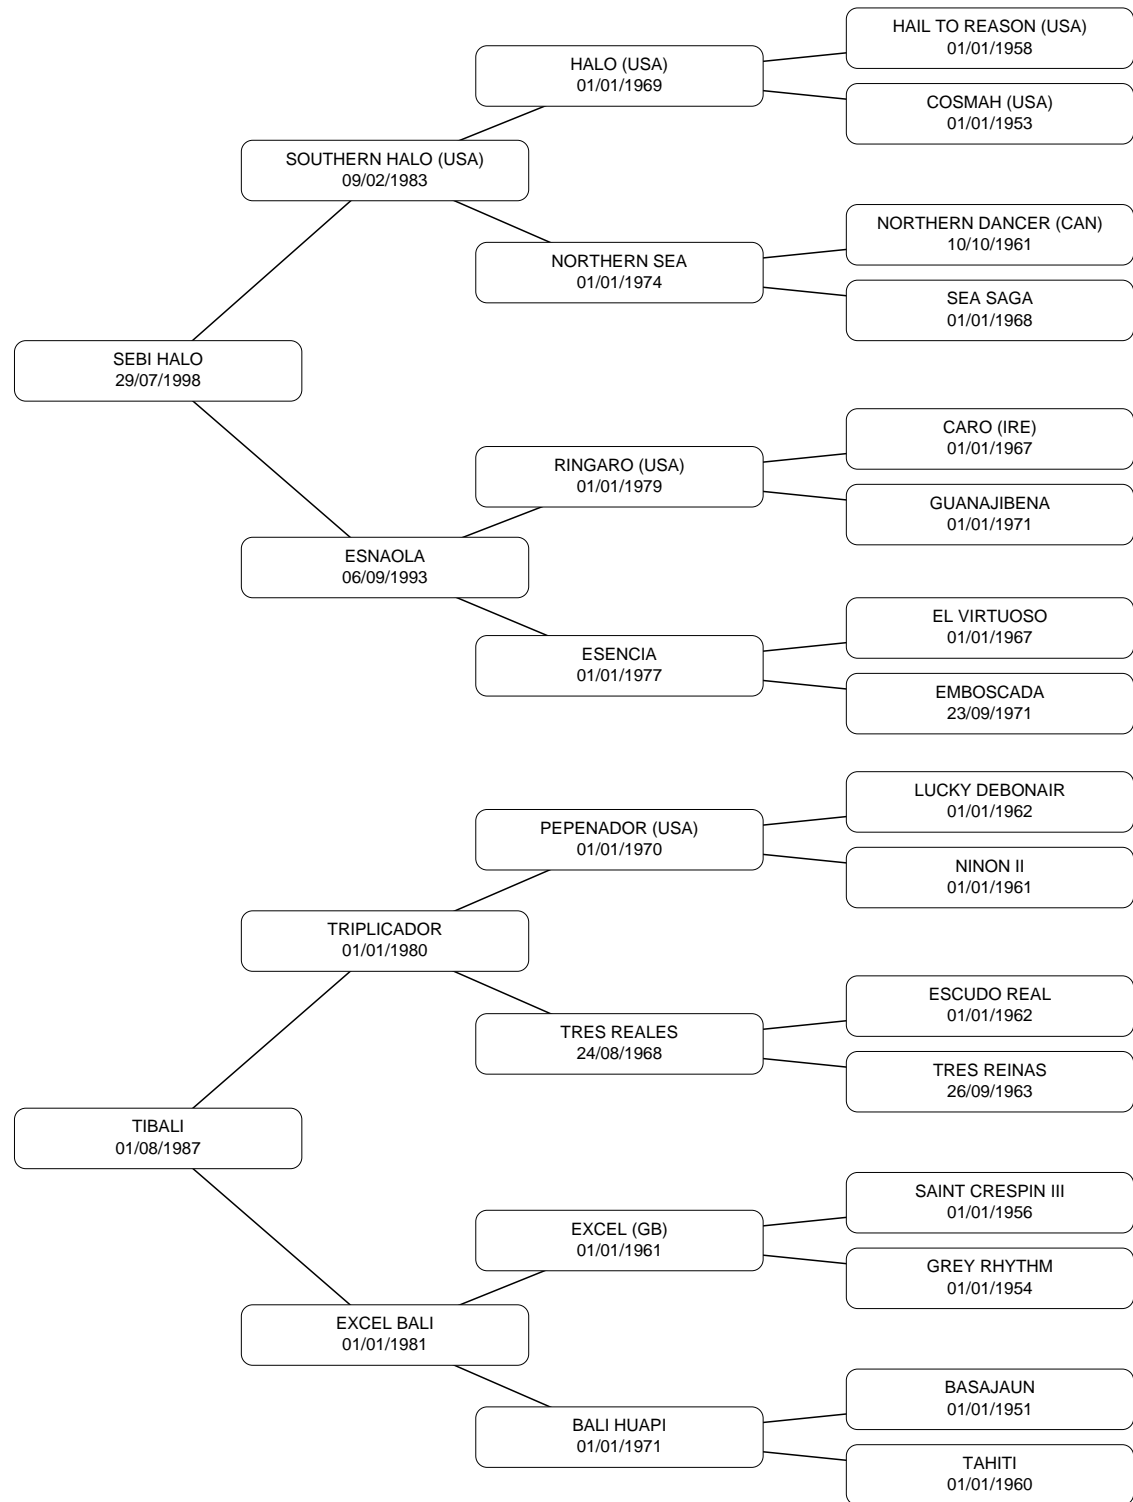 HAIL TO REASON (USA)
01/01/1958
HALO (USA)
01/01/1969
COSMAH (USA)
01/01/1953
SOUTHERN HALO (USA)
09/02/1983
NORTHERN DANCER (CAN)
10/10/1961
NORTHERN SEA
01/01/1974
SEA SAGA
01/01/1968
SEBI HALO
29/07/1998
CARO (IRE)
01/01/1967
RINGARO (USA)
01/01/1979
GUANAJIBENA
01/01/1971
ESNAOLA
06/09/1993
EL VIRTUOSO
01/01/1967
ESENCIA
01/01/1977
EMBOSCADA
23/09/1971
LUCKY DEBONAIR
01/01/1962
PEPENADOR (USA)
01/01/1970
NINON II
01/01/1961
TRIPLICADOR
01/01/1980
ESCUDO REAL
01/01/1962
TRES REALES
24/08/1968
TRES REINAS
26/09/1963
TIBALI
01/08/1987
SAINT CRESPIN III
01/01/1956
EXCEL (GB)
01/01/1961
GREY RHYTHM
01/01/1954
EXCEL BALI
01/01/1981
BASAJAUN
01/01/1951
BALI HUAPI
01/01/1971
TAHITI
01/01/1960